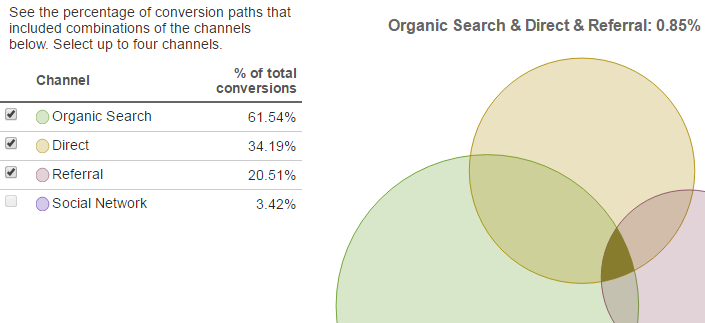 See the percentage of conversion paths that
included combinations of the channels
below. Select up to four channels.
Organic Search & Direct & Referral: 0.85%
Channel
% of total
conversions
Organic Search 61.54%
Direct 34.19%
Referral 20.51%
Social Network 3.42%